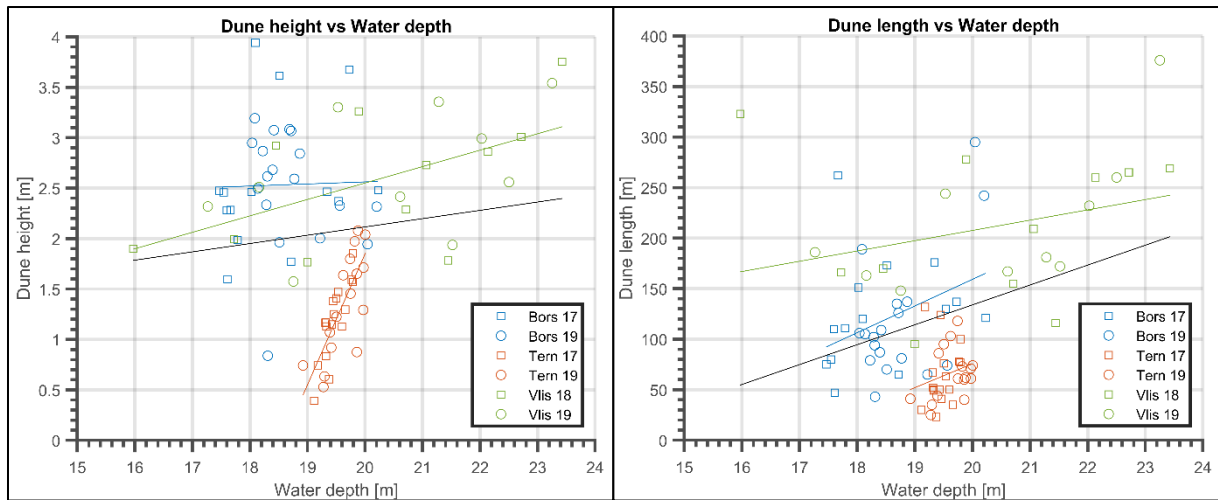 Dune height vs Water depth
Dune height [m]
4
3.5
3
2.5
2
1.5
1
0.5
0
15 16 17 18 19 20 21 22 23 24
Water depth [m]
Bors 17
Bors 19
Tern 17
Tern 19
Vlis 18
Vlis 19
Dune length vs Water depth
Dune length [m]
400
350
300
250
200
150
100
50
0
15 16 17 18 19 20 21 22 23 24
Water depth [m]
Bors 17
Bors 19
Tern 17
Tern 19
Vlis 18
Vlis 19